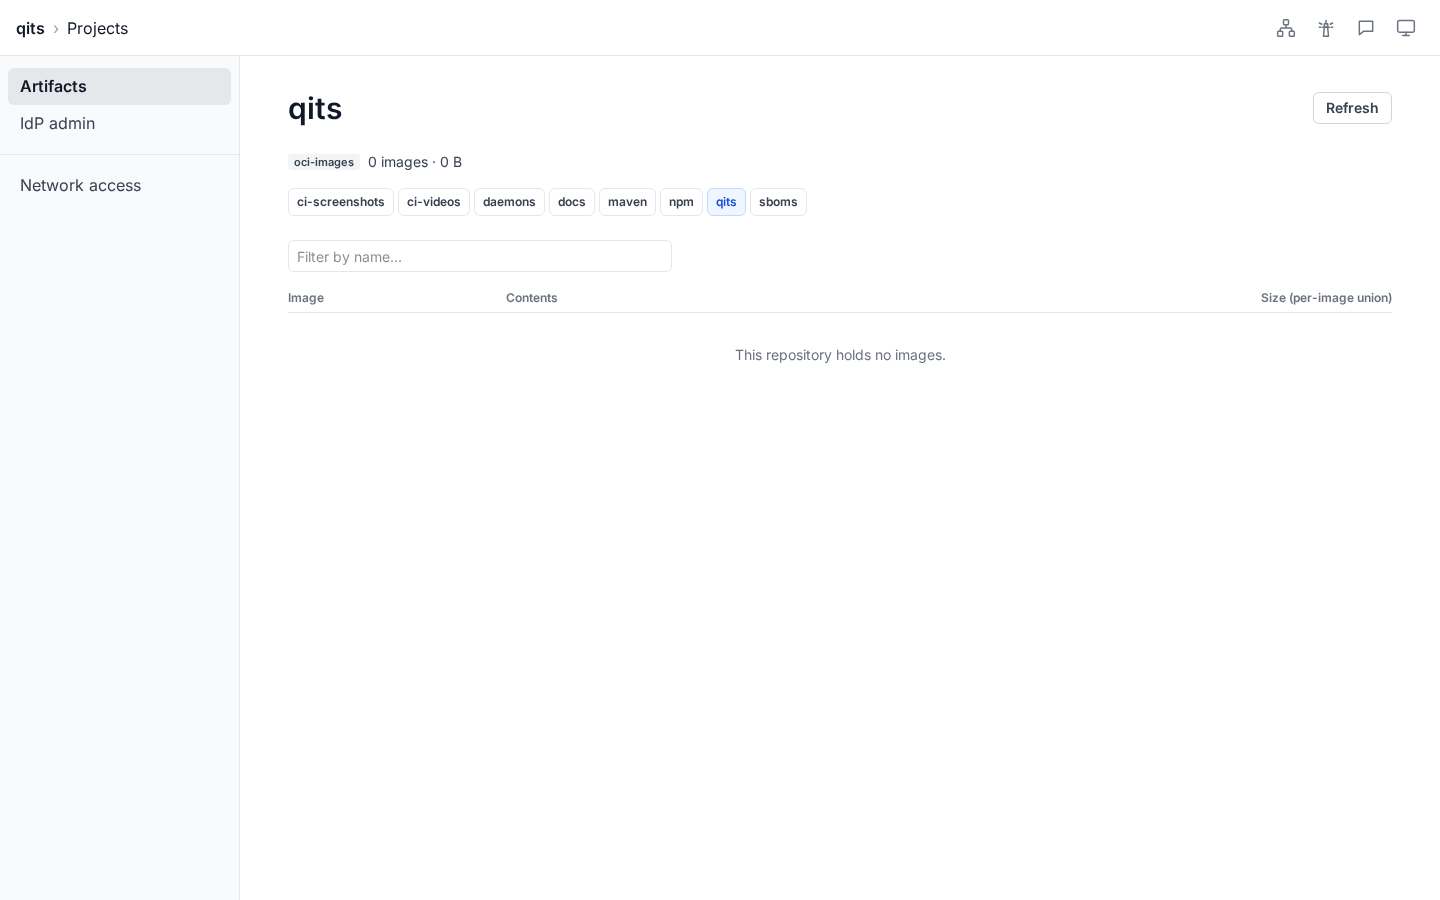 qits › Projects
Artifacts
IdP admin
Network access
qits
Refresh
oci-images 0 images · 0 B
ci-screenshots ci-videos daemons docs maven npm qits sboms
Filter by name...
Image Contents Size (per-image union)
This repository holds no images.